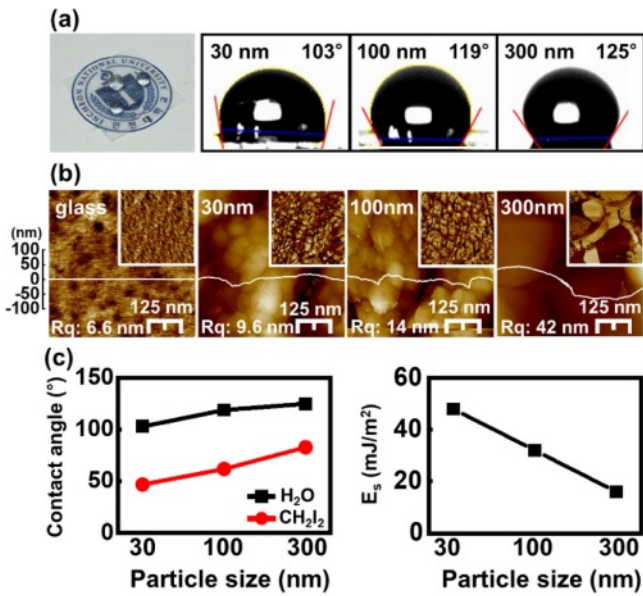 (a)
INCHEON NATIONAL UNIVERSITY
30 nm 103°
100 nm 119°
300 nm 125°
(b)
glass
30nm
100nm
300nm
(nm)
100
50
0
-50
-100
125 nm
Rq: 6.6 nm
125 nm
Rq: 9.6 nm
125 nm
Rq: 14 nm
125 nm
Rq: 42 nm
(c)
Contact angle (°)
150
100
50
0
H₂O
CH₂I₂
30 100 300
Particle size (nm)
Eₛ (mJ/m²)
60
40
20
0
30 100 300
Particle size (nm)